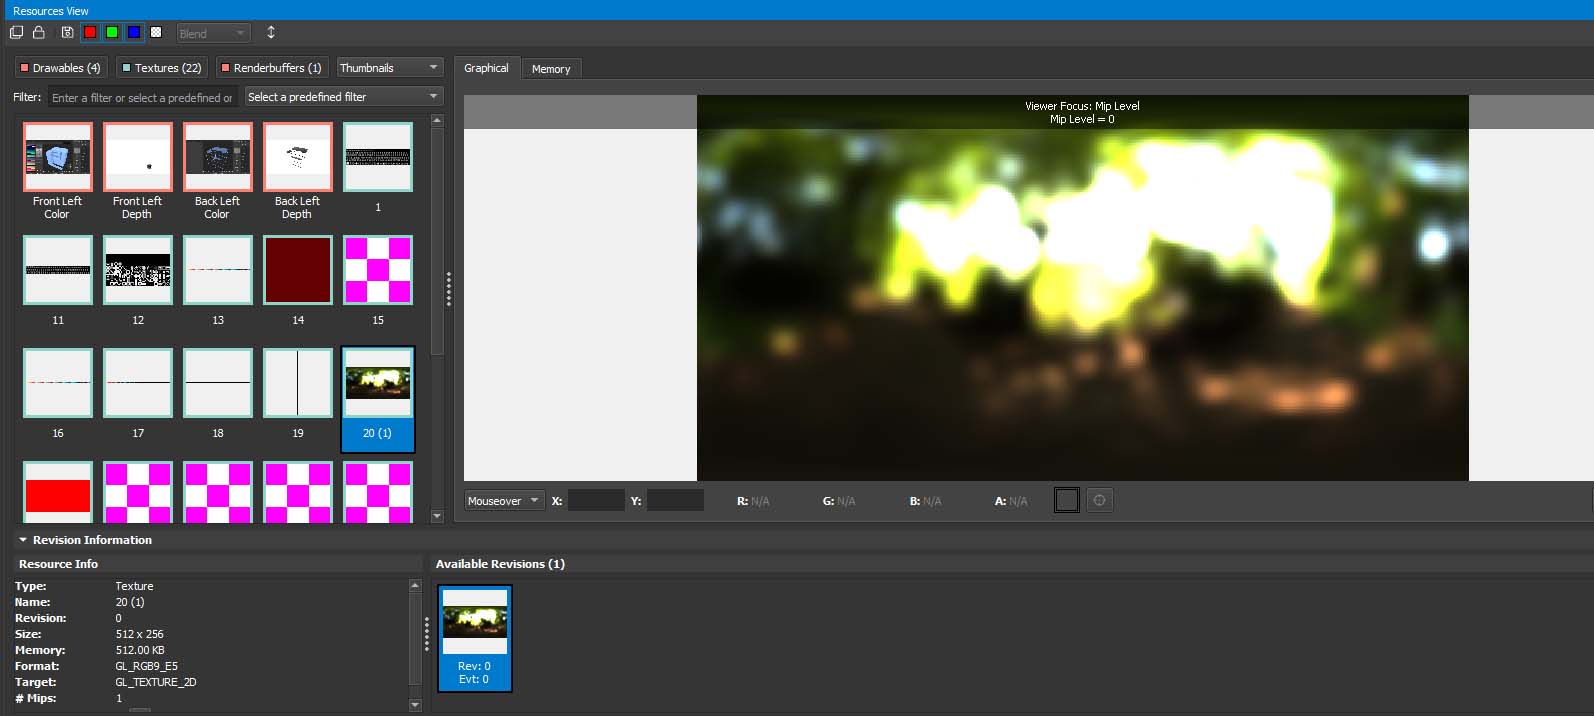 Resources View
Blend
Drawables (4)
Textures (22)
Renderbuffers (1)
Thumbnails
Graphical
Memory
Filter:
Enter a filter or select a predefined or
Select a predefined filter
Viewer Focus: Mip Level
Mip Level = 0
Front Left
Color
Front Left
Depth
Back Left
Color
Back Left
Depth
1
11
12
13
14
15
16
17
18
19
20 (1)
Mouseover
X:
Y:
R: N/A
G: N/A
B: N/A
A: N/A
Revision Information
Resource Info
Type: Texture
Name: 20 (1)
Revision: 0
Size: 512 x 256
Memory: 512.00 KB
Format: GL_RGB9_E5
Target: GL_TEXTURE_2D
# Mips: 1
Available Revisions (1)
Rev: 0
Evt: 0